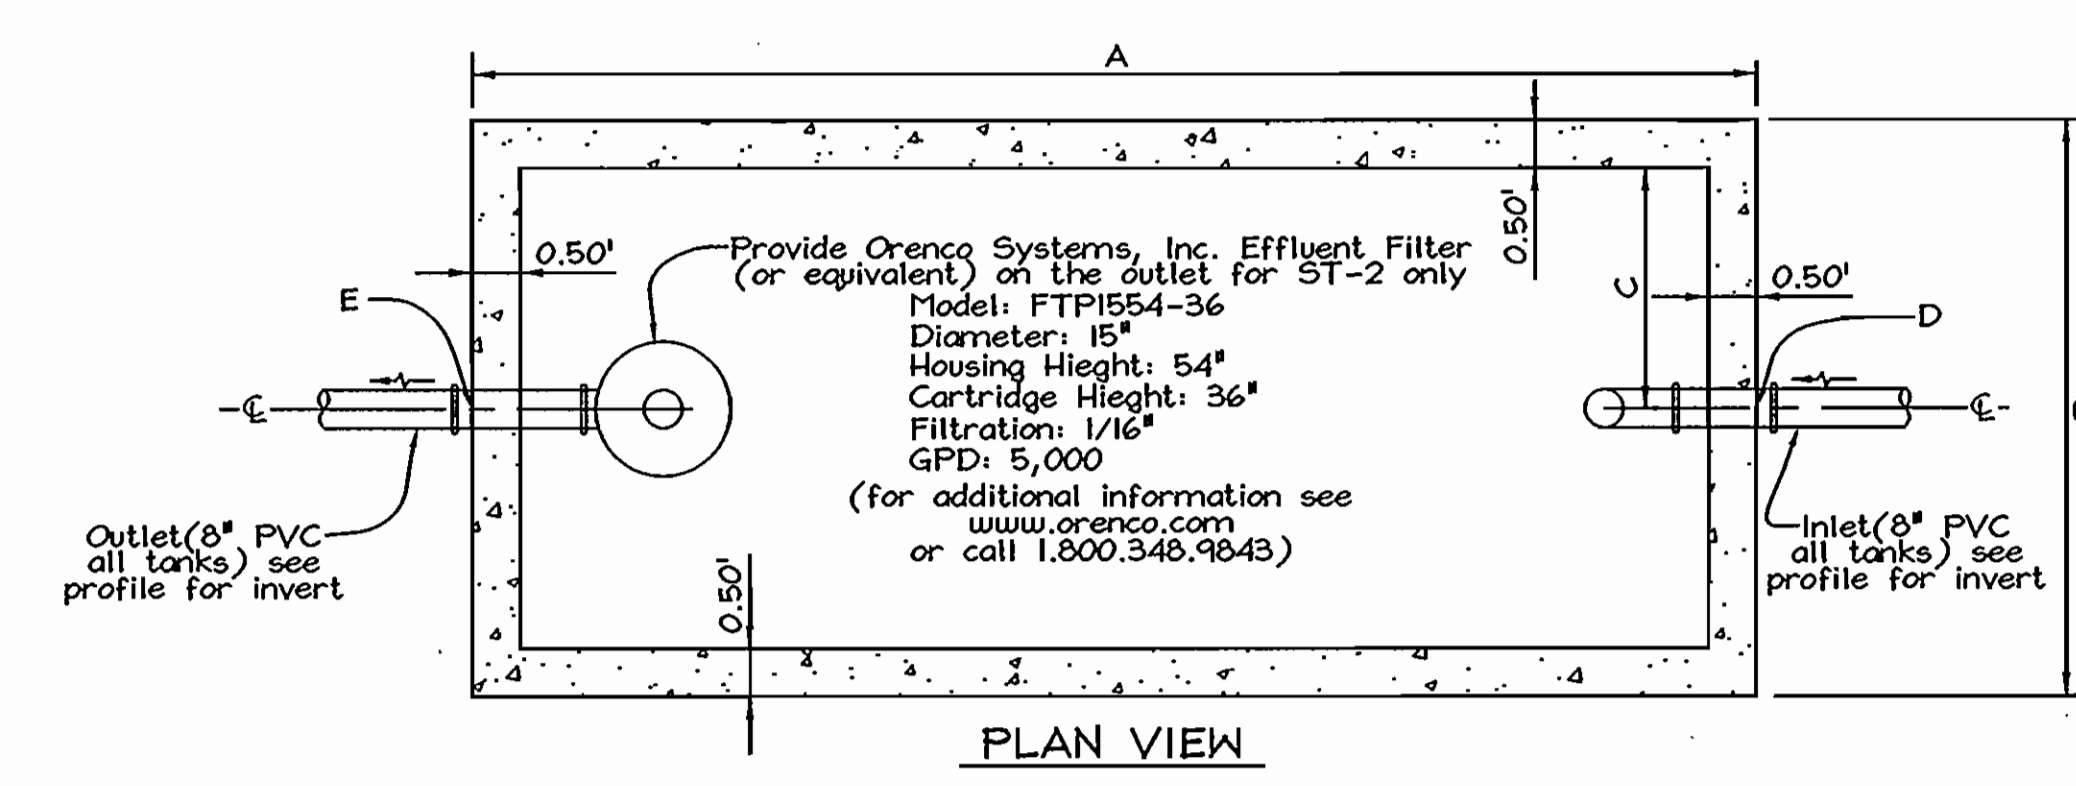 A
0.50'
Provide Orenco Systems, Inc. Effluent Filter
(or equivalent) on the outlet for ST-2 only
Model: FTP1554-36
Diameter: 15"
Housing Hieght: 54"
Cartridge Hieght: 36"
Filtration: 1/16"
GPD: 5,000
(for additional information see
www.orenco.com
or call 1.800.348.9843)
0.50'
C
0.50'
E
D
℄
℄
Outlet(8" PVC
all tanks) see
profile for invert
Inlet(8" PVC
all tanks) see
profile for invert
0.50'
PLAN VIEW